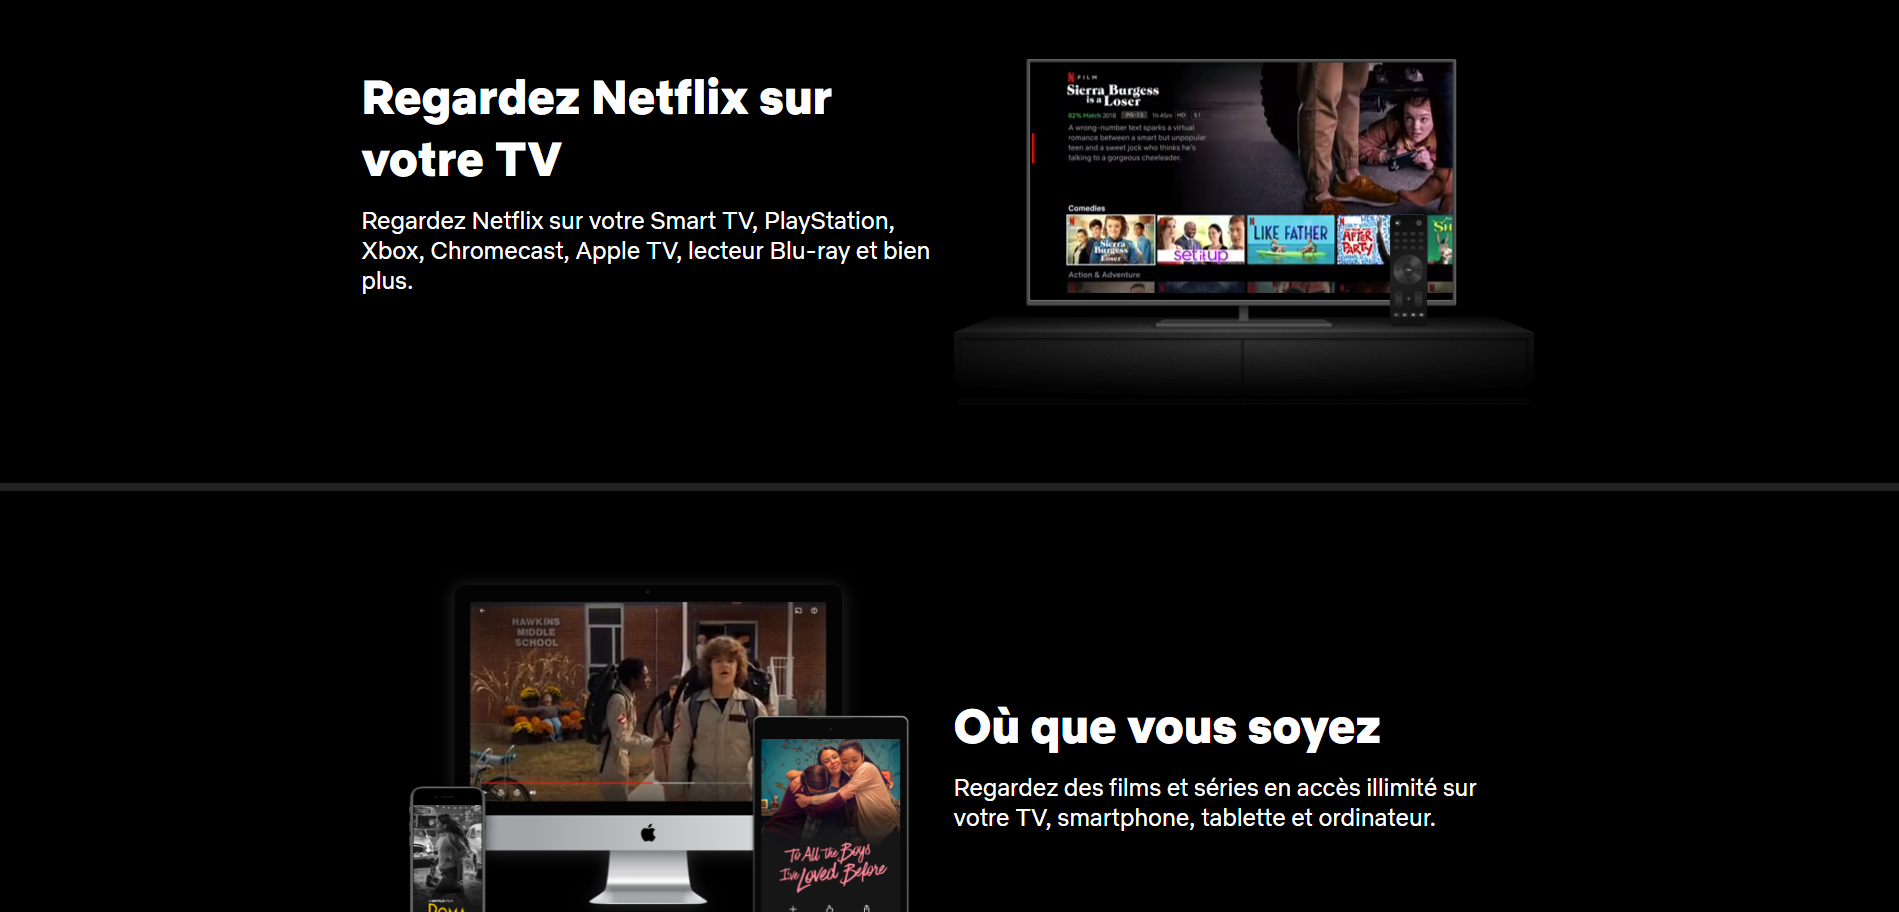 Regardez Netflix sur
votre TV
Regardez Netflix sur votre Smart TV, PlayStation,
Xbox, Chromecast, Apple TV, lecteur Blu-ray et bien
plus.
FILM
Sierra Burgess
is a Loser
82% Match 2018 PG-13 1h 45m HD 5.1
A wrong-number text sparks a virtual
romance between a smart but unpopular
teen and a sweet jock who thinks he's
talking to a gorgeous cheeleader.
Comedies
Sierra
Burgess
Loser
set it up
LIKE FATHER
AFTER
PARTY
Action & Adventure
HAWKINS
MIDDLE
SCHOOL
Où que vous soyez
Regardez des films et séries en accès illimité sur
votre TV, smartphone, tablette et ordinateur.
To All the Boys
I've Loved Before
ROMA